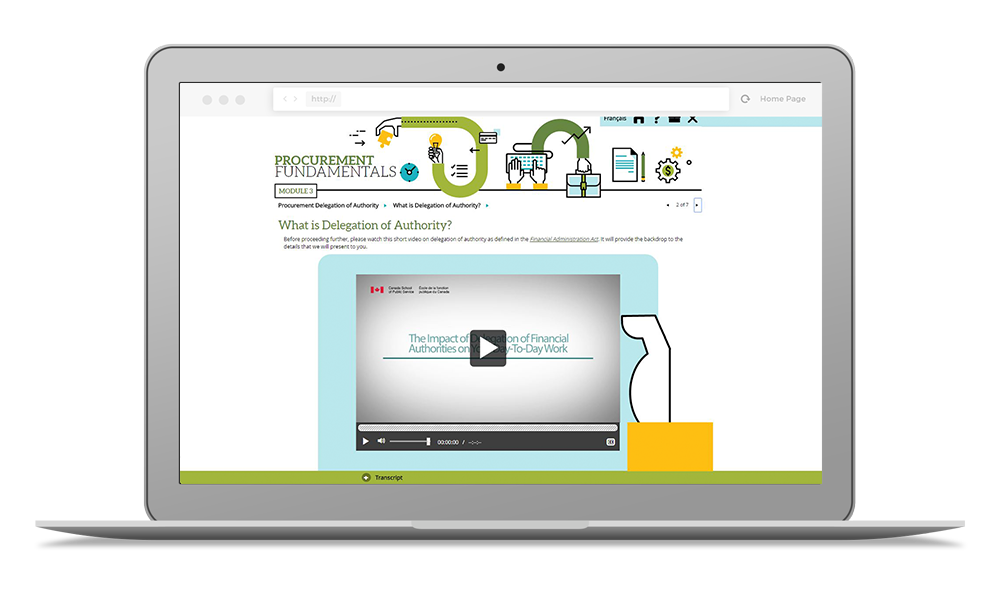 http://
Home Page
Français
?
PROCUREMENT
FUNDAMENTALS
$
MODULE 3
Procurement Delegation of Authority
What is Delegation of Authority?
2 of 7
What is Delegation of Authority?
Before proceeding further, please watch this short video on delegation of authority as defined in the Financial Administration Act. It will provide the backdrop to the
details that we will present to you.
Canada School
of Public Service
École de la fonction
publique du Canada
The Impact of Delegation of Financial
Authorities on Your Day-To-Day Work
00:00:00 / --:--:--
Transcript